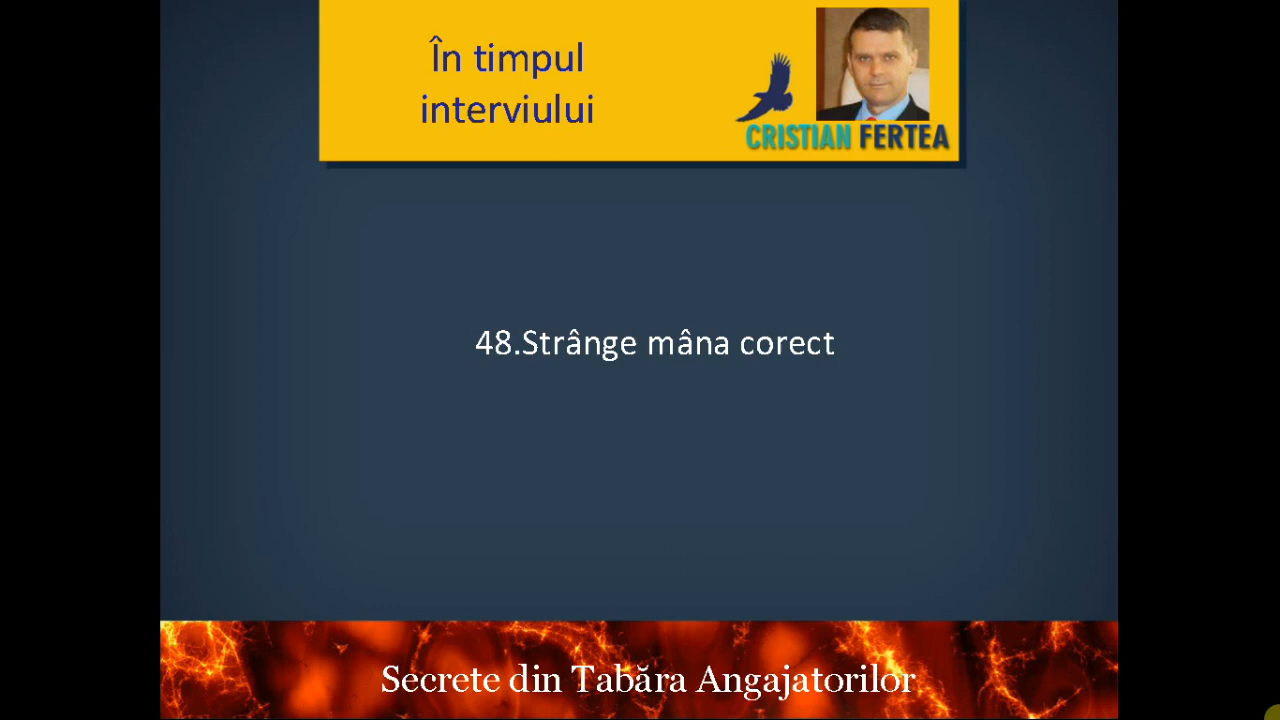 În timpul
interviului
CRISTIAN FERTEA
48.Strânge mâna corect
Secrete din Tabăra Angajatorilor